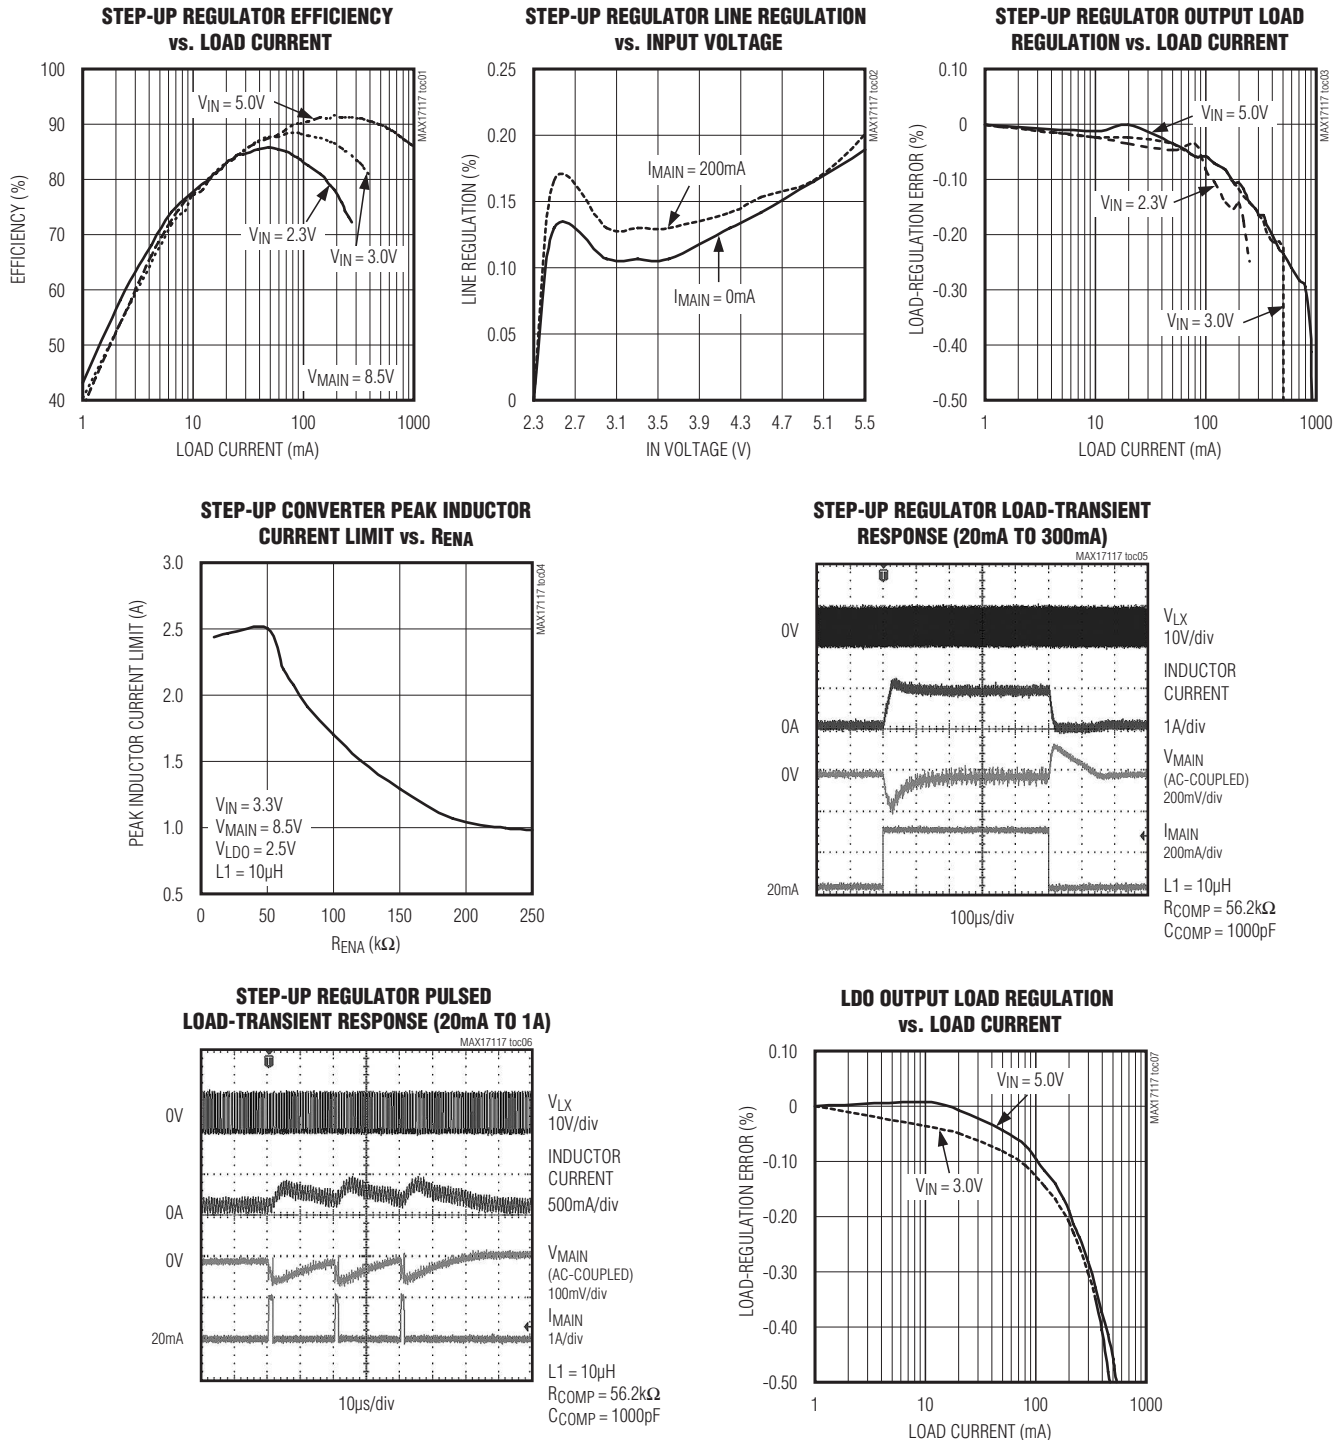 STEP-UP REGULATOR EFFICIENCY
vs. LOAD CURRENT
MAX17117 toc01
EFFICIENCY (%)
100
90
80
70
60
50
40
VIN = 5.0V
VIN = 2.3V
VIN = 3.0V
VMAIN = 8.5V
1 10 100 1000
LOAD CURRENT (mA)
STEP-UP REGULATOR LINE REGULATION
vs. INPUT VOLTAGE
MAX17117 toc02
LINE REGULATION (%)
0.25
0.20
0.15
0.10
0.05
0
IMAIN = 200mA
IMAIN = 0mA
2.3 2.7 3.1 3.5 3.9 4.3 4.7 5.1 5.5
IN VOLTAGE (V)
STEP-UP REGULATOR OUTPUT LOAD
REGULATION vs. LOAD CURRENT
MAX17117 toc03
LOAD-REGULATION ERROR (%)
0.10
0
-0.10
-0.20
-0.30
-0.40
-0.50
VIN = 5.0V
VIN = 2.3V
VIN = 3.0V
1 10 100 1000
LOAD CURRENT (mA)
STEP-UP CONVERTER PEAK INDUCTOR
CURRENT LIMIT vs. RENA
MAX17117 toc04
PEAK INDUCTOR CURRENT LIMIT (A)
3.0
2.5
2.0
1.5
1.0
0.5
VIN = 3.3V
VMAIN = 8.5V
VLDO = 2.5V
L1 = 10µH
0 50 100 150 200 250
RENA (kΩ)
STEP-UP REGULATOR LOAD-TRANSIENT
RESPONSE (20mA TO 300mA)
MAX17117 toc05
T
0V
0A
0V
20mA
VLX
10V/div
INDUCTOR
CURRENT
1A/div
VMAIN
(AC-COUPLED)
200mV/div
IMAIN
200mA/div
L1 = 10µH
RCOMP = 56.2kΩ
CCOMP = 1000pF
100µs/div
STEP-UP REGULATOR PULSED
LOAD-TRANSIENT RESPONSE (20mA TO 1A)
MAX17117 toc06
T
0V
0A
0V
20mA
VLX
10V/div
INDUCTOR
CURRENT
500mA/div
VMAIN
(AC-COUPLED)
100mV/div
IMAIN
1A/div
L1 = 10µH
RCOMP = 56.2kΩ
CCOMP = 1000pF
10µs/div
LDO OUTPUT LOAD REGULATION
vs. LOAD CURRENT
MAX17117 toc07
LOAD-REGULATION ERROR (%)
0.10
0
-0.10
-0.20
-0.30
-0.40
-0.50
VIN = 5.0V
VIN = 3.0V
1 10 100 1000
LOAD CURRENT (mA)